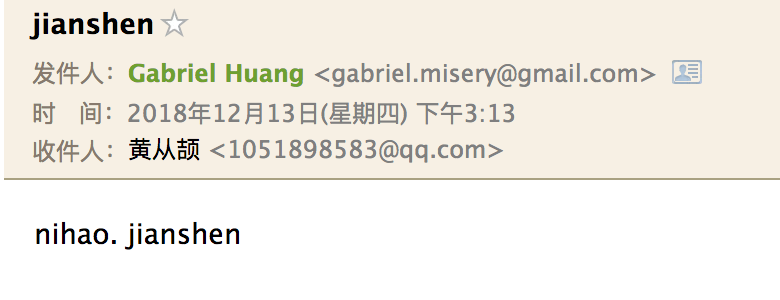 jianshen
发件人：Gabriel Huang <gabriel.misery@gmail.com>
时 间：2018年12月13日(星期四) 下午3:13
收件人：黄从颉 <1051898583@qq.com>
nihao. jianshen